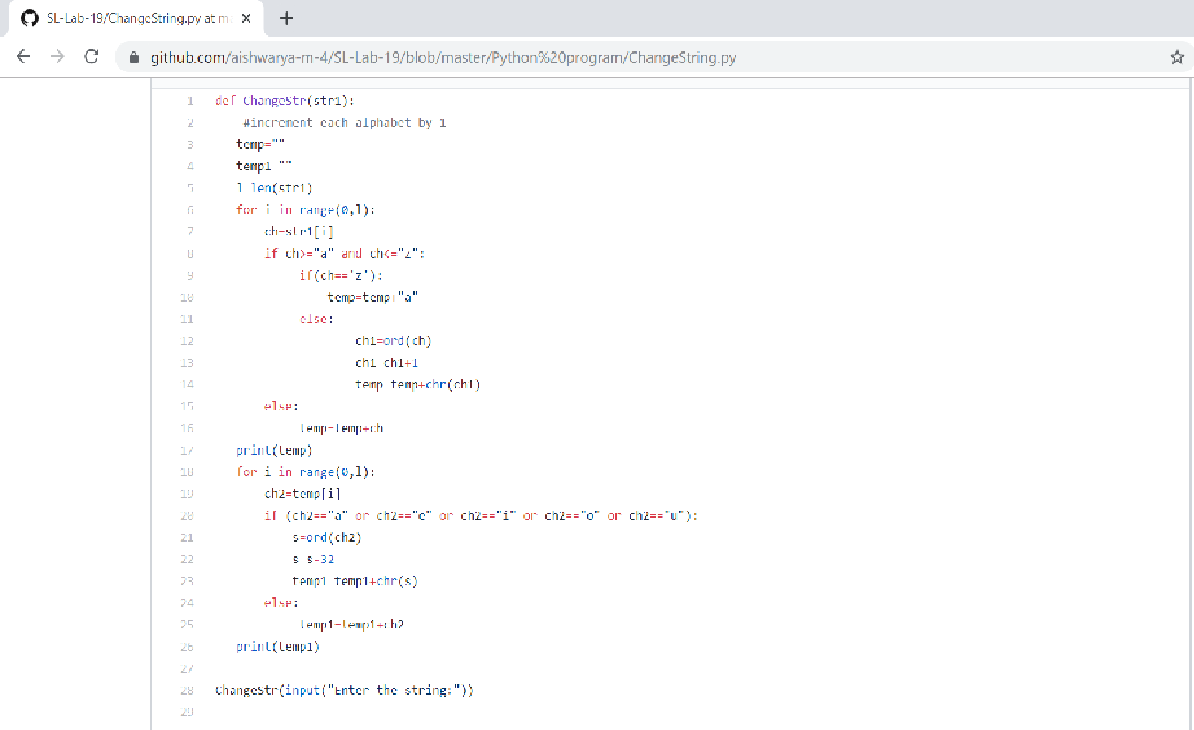 SL-Lab-19/ChangeString.py at m
github.com/aishwarya-m-4/SL-Lab-19/blob/master/Python%20program/ChangeString.py
1 def ChangeStr(str1):
2 #increment each alphabet by 1
3 temp=""
4 temp1=""
5 l=len(str1)
6 for i in range(0,l):
7 ch=str1[i]
8 if ch>="a" and ch<="z":
9 if(ch=='z'):
10 temp=temp+"a"
11 else:
12 ch1=ord(ch)
13 ch1=ch1+1
14 temp=temp+chr(ch1)
15 else:
16 temp=temp+ch
17 print(temp)
18 for i in range(0,l):
19 ch2=temp[i]
20 if (ch2=="a" or ch2=="e" or ch2=="i" or ch2=="o" or ch2=="u"):
21 s=ord(ch2)
22 s=s-32
23 temp1=temp1+chr(s)
24 else:
25 temp1=temp1+ch2
26 print(temp1)
27
28 ChangeStr(input("Enter the string:"))
29